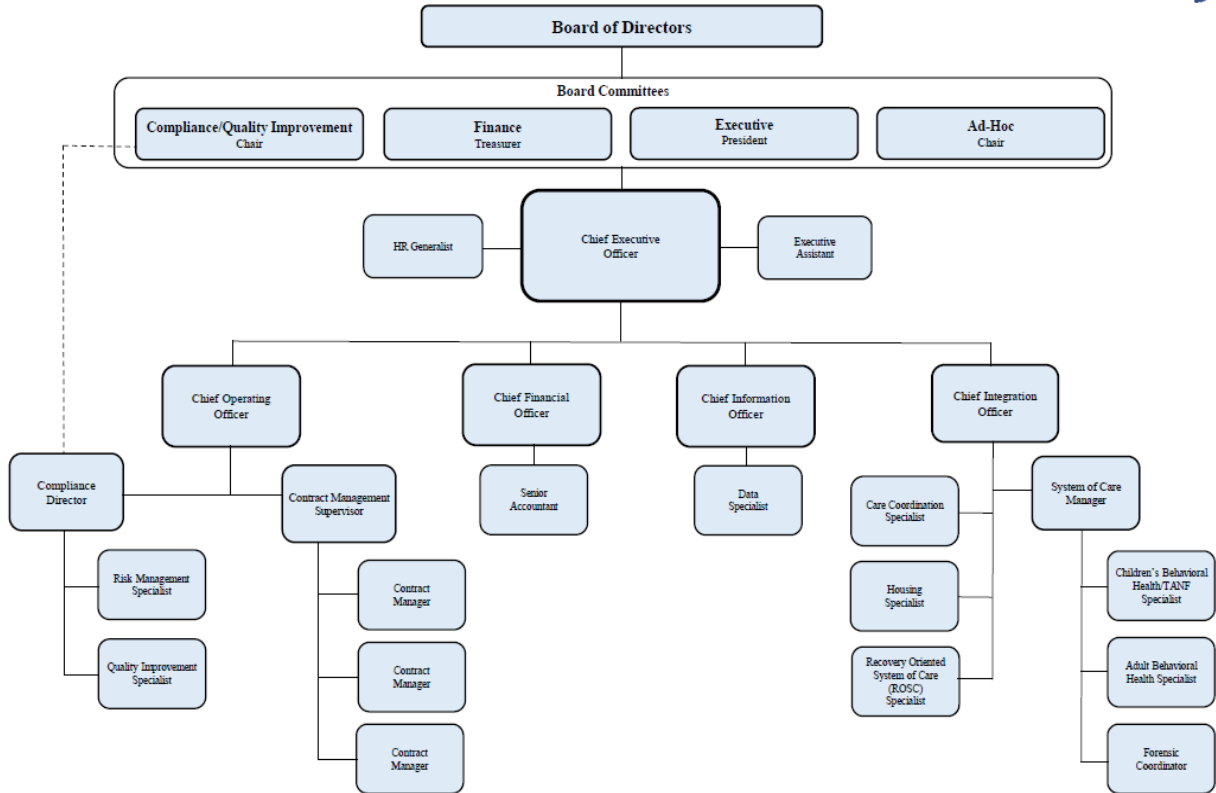 Board of Directors
Board Committees
Compliance/Quality Improvement
Chair
Finance
Treasurer
Executive
President
Ad-Hoc
Chair
HR Generalist
Chief Executive
Officer
Executive
Assistant
Chief Operating
Officer
Chief Financial
Officer
Chief Information
Officer
Chief Integration
Officer
Compliance
Director
Contract Management
Supervisor
Senior
Accountant
Data
Specialist
Care Coordination
Specialist
System of Care
Manager
Risk Management
Specialist
Contract
Manager
Housing
Specialist
Children's Behavioral
Health/TANF
Specialist
Quality Improvement
Specialist
Contract
Manager
Recovery Oriented
System of Care
(ROSC)
Specialist
Adult Behavioral
Health Specialist
Contract
Manager
Forensic
Coordinator